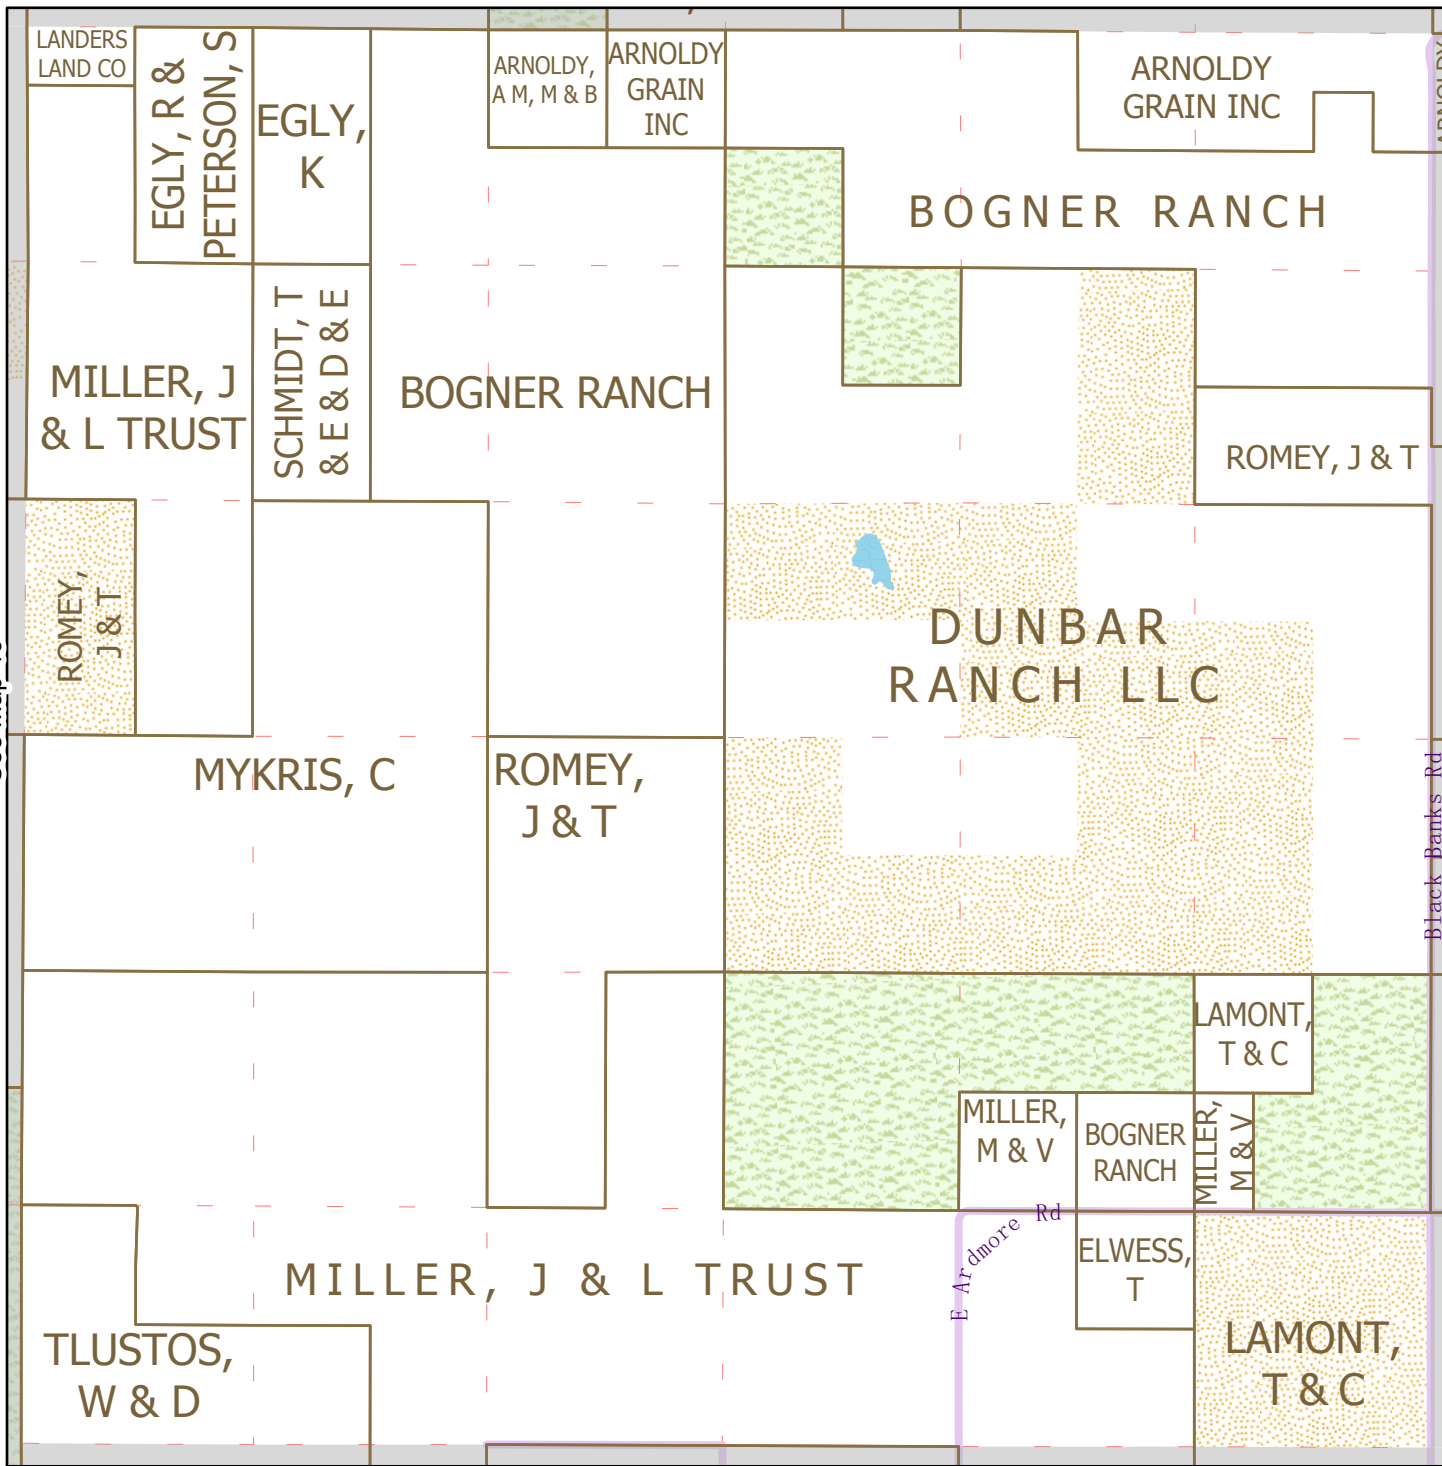 LANDERS
LAND CO
EGLY, R &
PETERSON, S
EGLY,
K
ARNOLDY,
A M, M & B
ARNOLDY
GRAIN
INC
ARNOLDY
GRAIN INC
ARNOLDY
BOGNER RANCH
MILLER, J
& L TRUST
SCHMIDT, T
& E & D & E
BOGNER RANCH
ROMEY, J & T
ROMEY,
J & T
DUNBAR
RANCH LLC
MYKRIS, C
ROMEY,
J & T
Black Banks Rd
LAMONT,
T & C
MILLER,
M & V
BOGNER
RANCH
MILLER,
M & V
E Ardmore Rd
ELWESS,
T
MILLER, J & L TRUST
TLUSTOS,
W & D
LAMONT,
T & C